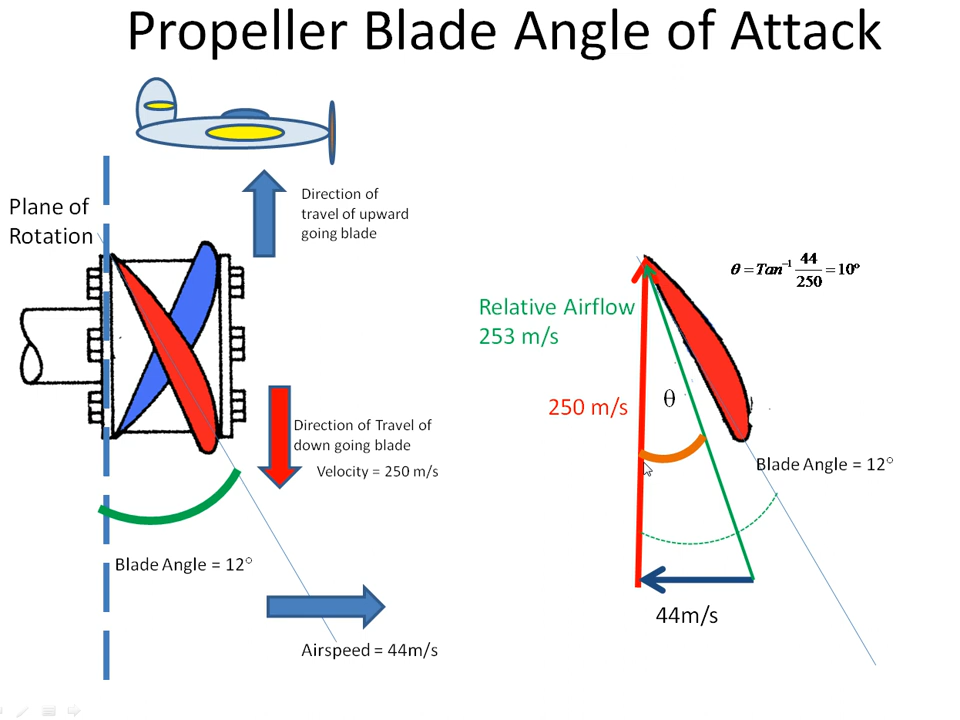 Propeller Blade Angle of Attack
Direction of
travel of upward
going blade
Plane of
Rotation
Direction of Travel of
down going blade
Velocity = 250 m/s
Blade Angle = 12°
Airspeed = 44m/s
θ = Tan⁻¹ 44/250 = 10º
Relative Airflow
253 m/s
250 m/s
θ
Blade Angle = 12°
44m/s